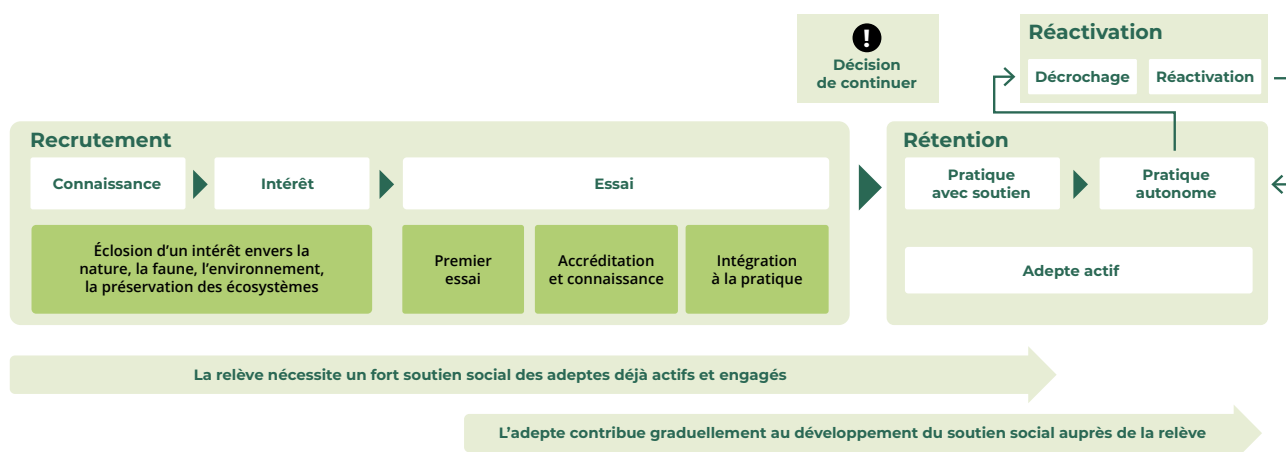 Décision
de continuer
Réactivation
Décrochage
Réactivation
Recrutement
Connaissance
Intérêt
Essai
Éclosion d’un intérêt envers la
nature, la faune, l’environnement,
la préservation des écosystèmes
Premier
essai
Accréditation
et connaissance
Intégration
à la pratique
Rétention
Pratique
avec soutien
Pratique
autonome
Adepte actif
La relève nécessite un fort soutien social des adeptes déjà actifs et engagés
L’adepte contribue graduellement au développement du soutien social auprès de la relève